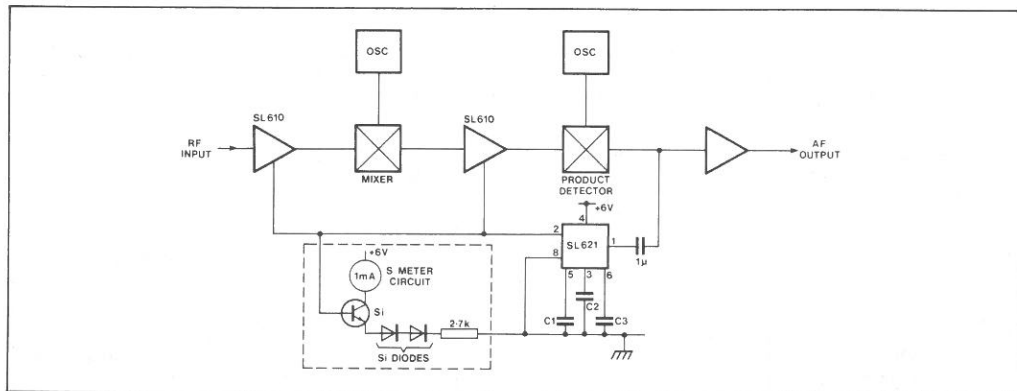 OSC
OSC
SL610
SL610
RF
INPUT
MIXER
PRODUCT
DETECTOR
AF
OUTPUT
+6V
4
2
SL621
1
8
1µ
5
3
6
C1
C2
C3
+6V
1mA
S METER
CIRCUIT
Si
2·7k
Si DIODES